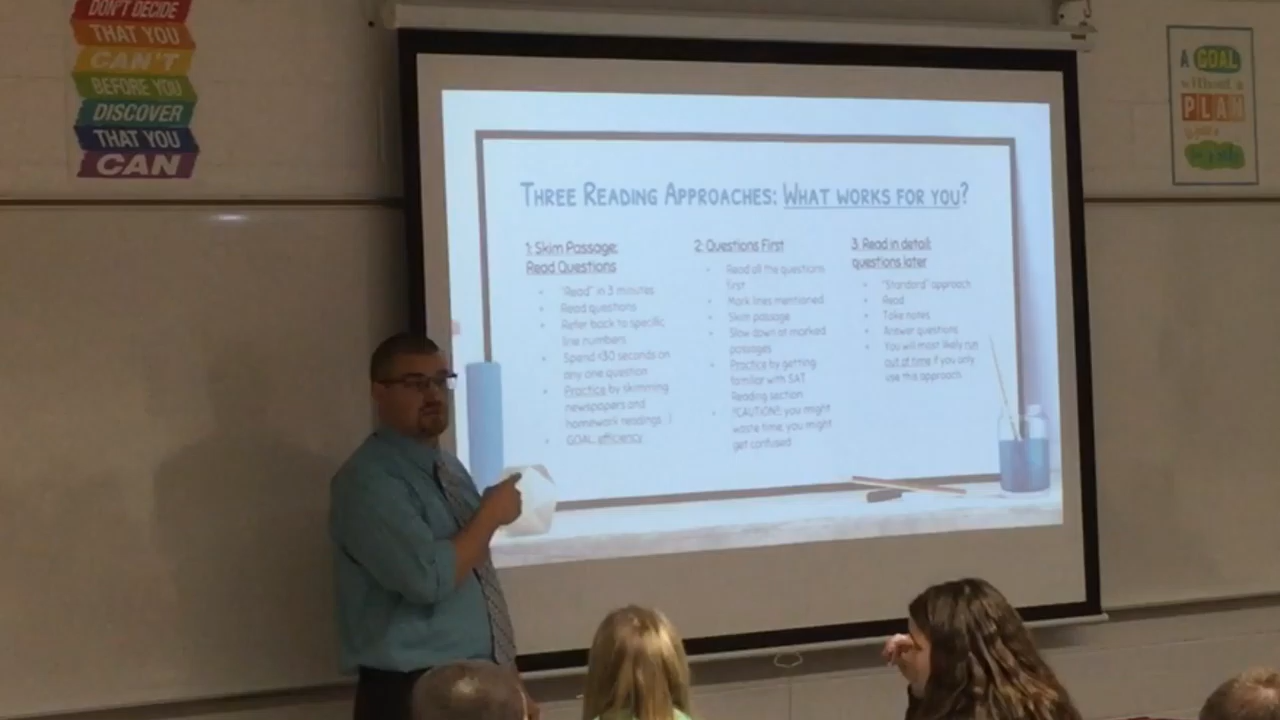 DON'T DECIDE
THAT YOU
CAN'T
BEFORE YOU
DISCOVER
THAT YOU
CAN
A GOAL
without a
PLAN
THREE READING APPROACHES: WHAT WORKS FOR YOU?
1: Skim Passage;
Read Questions
"Read" in 3 minutes
Read questions
Refer back to specific
line numbers
Spend <30 seconds on
any one question
Practice by skimming
newspapers and
homework readings
GOAL: efficiency
2: Questions First
Read all the questions
first
Mark lines mentioned
Skim passage
Slow down at marked
passages
Practice by getting
familiar with SAT
Reading section
!CAUTION!: you might
waste time, you might
get confused
3: Read in detail;
questions later
"Standard" approach
Read
Take notes
Answer questions
You will most likely run
out of time if you only
use this approach